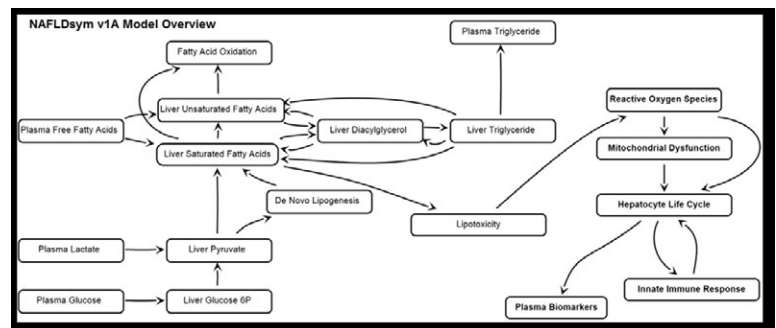 NAFLDsym v1A Model Overview
Plasma Triglyceride
Fatty Acid Oxidation
Liver Unsaturated Fatty Acids
Reactive Oxygen Species
Plasma Free Fatty Acids
Liver Diacylglycerol
Liver Triglyceride
Liver Saturated Fatty Acids
Mitochondrial Dysfunction
De Novo Lipogenesis
Hepatocyte Life Cycle
Lipotoxicity
Plasma Lactate
Liver Pyruvate
Innate Immune Response
Plasma Glucose
Liver Glucose 6P
Plasma Biomarkers